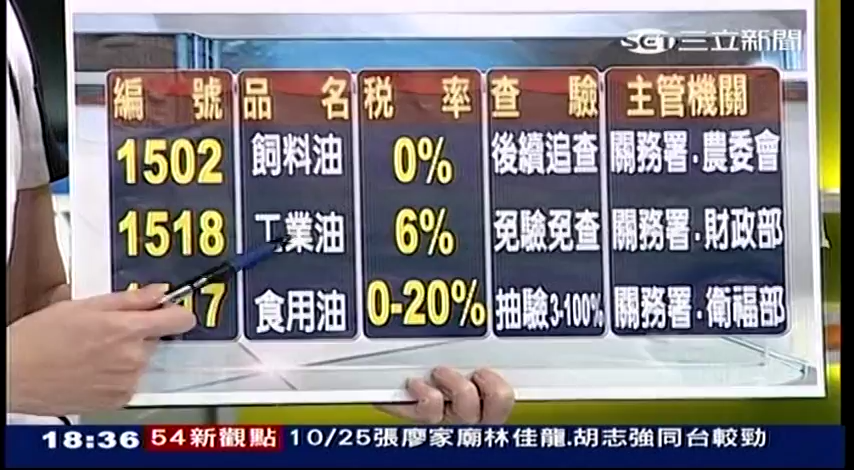 SET三立新聞
編號 品名 稅率 查驗 主管機關
1502 飼料油 0% 後續追查 關務署.農委會
1518 工業油 6% 免驗免查 關務署.財政部
17 食用油 0-20% 抽驗3-100% 關務署.衛福部
18:36 54新觀點 10/25張廖家廟林佳龍.胡志強同台較勁